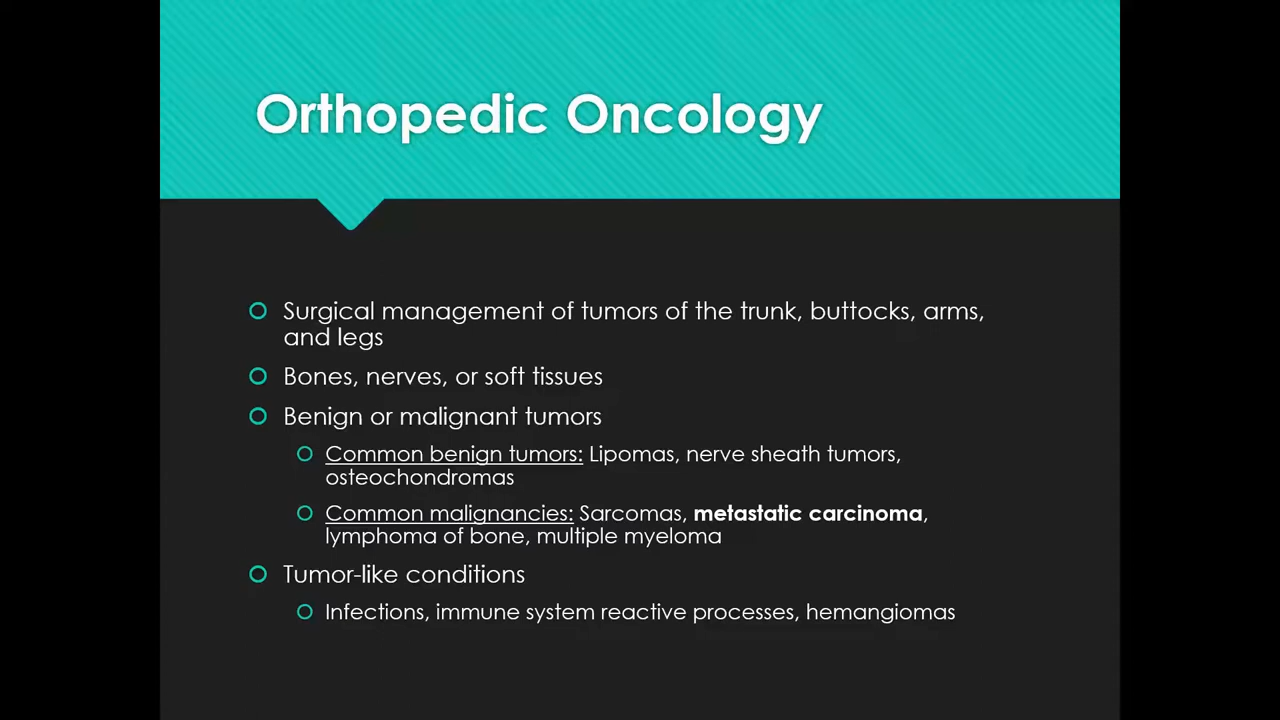 Orthopedic Oncology
Surgical management of tumors of the trunk, buttocks, arms,
and legs
Bones, nerves, or soft tissues
Benign or malignant tumors
Common benign tumors: Lipomas, nerve sheath tumors,
osteochondromas
Common malignancies: Sarcomas, metastatic carcinoma,
lymphoma of bone, multiple myeloma
Tumor-like conditions
Infections, immune system reactive processes, hemangiomas